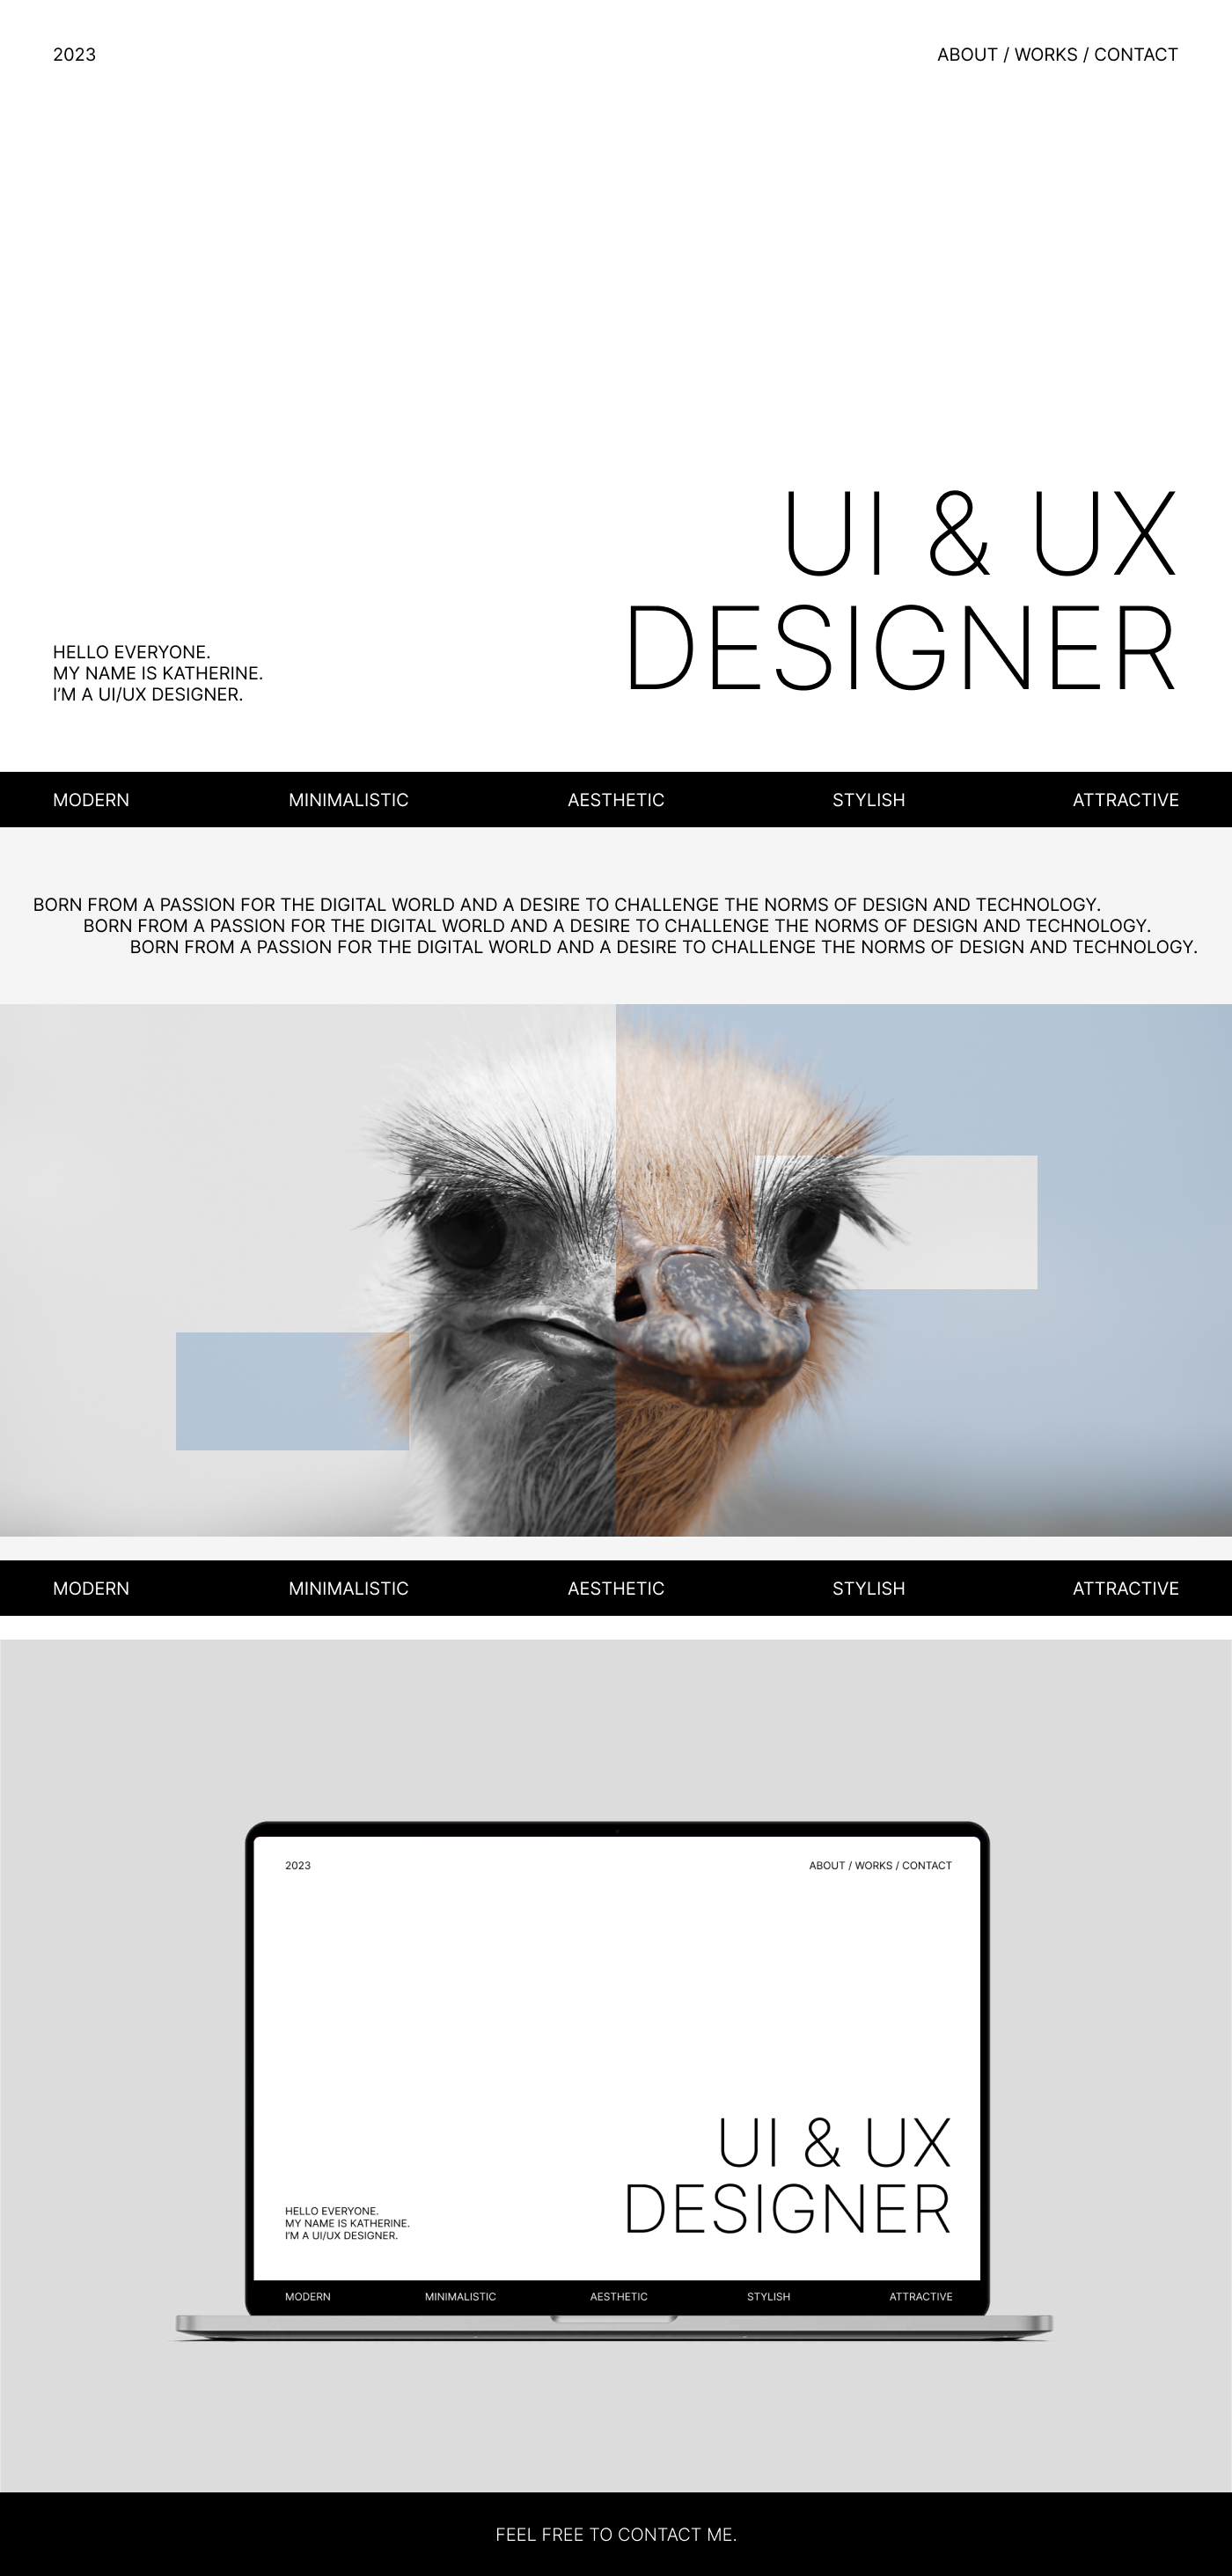 2023
ABOUT / WORKS / CONTACT
UI & UX
DESIGNER
HELLO EVERYONE.
MY NAME IS KATHERINE.
I’M A UI/UX DESIGNER.
MODERN MINIMALISTIC AESTHETIC STYLISH ATTRACTIVE
BORN FROM A PASSION FOR THE DIGITAL WORLD AND A DESIRE TO CHALLENGE THE NORMS OF DESIGN AND TECHNOLOGY.
BORN FROM A PASSION FOR THE DIGITAL WORLD AND A DESIRE TO CHALLENGE THE NORMS OF DESIGN AND TECHNOLOGY.
BORN FROM A PASSION FOR THE DIGITAL WORLD AND A DESIRE TO CHALLENGE THE NORMS OF DESIGN AND TECHNOLOGY.
MODERN MINIMALISTIC AESTHETIC STYLISH ATTRACTIVE
2023
ABOUT / WORKS / CONTACT
UI & UX
DESIGNER
HELLO EVERYONE.
MY NAME IS KATHERINE.
I’M A UI/UX DESIGNER.
MODERN MINIMALISTIC AESTHETIC STYLISH ATTRACTIVE
FEEL FREE TO CONTACT ME.